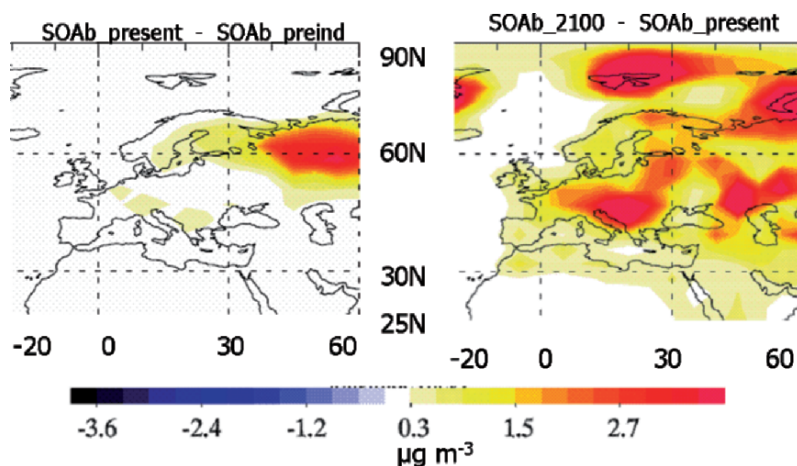 SOAb_present - SOAb_preind
SOAb_2100 - SOAb_present
90N
60N
30N
25N
-20 0 30 60
-20 0 30 60
-3.6 -2.4 -1.2 0.3 1.5 2.7
µg m-3